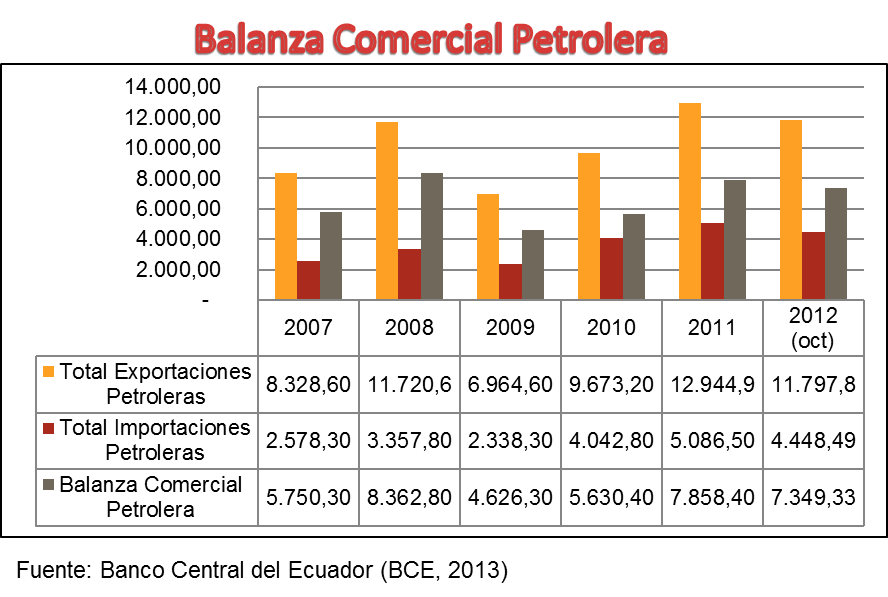 Balanza Comercial Petrolera
14.000,00
12.000,00
10.000,00
8.000,00
6.000,00
4.000,00
2.000,00
-
2007 2008 2009 2010 2011 2012
(oct)
Total Exportaciones
Petroleras 8.328,60 11.720,6 6.964,60 9.673,20 12.944,9 11.797,8
Total Importaciones
Petroleras 2.578,30 3.357,80 2.338,30 4.042,80 5.086,50 4.448,49
Balanza Comercial
Petrolera 5.750,30 8.362,80 4.626,30 5.630,40 7.858,40 7.349,33
Fuente: Banco Central del Ecuador (BCE, 2013)